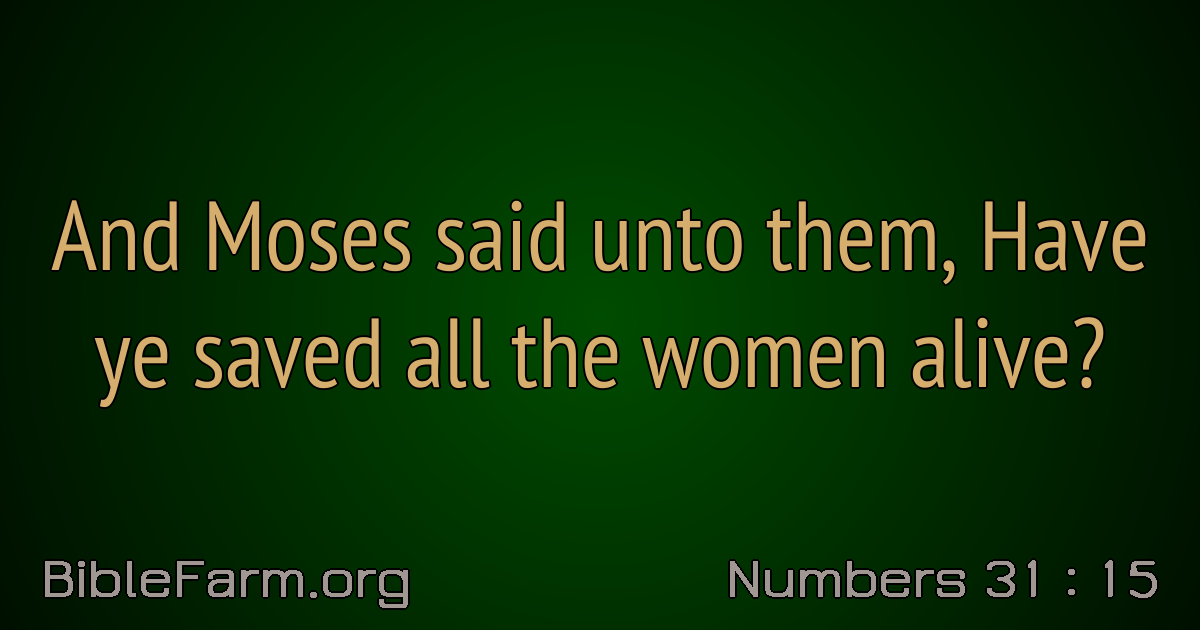 And Moses said unto them, Have
ye saved all the women alive?
BibleFarm.org
Numbers 31 : 15